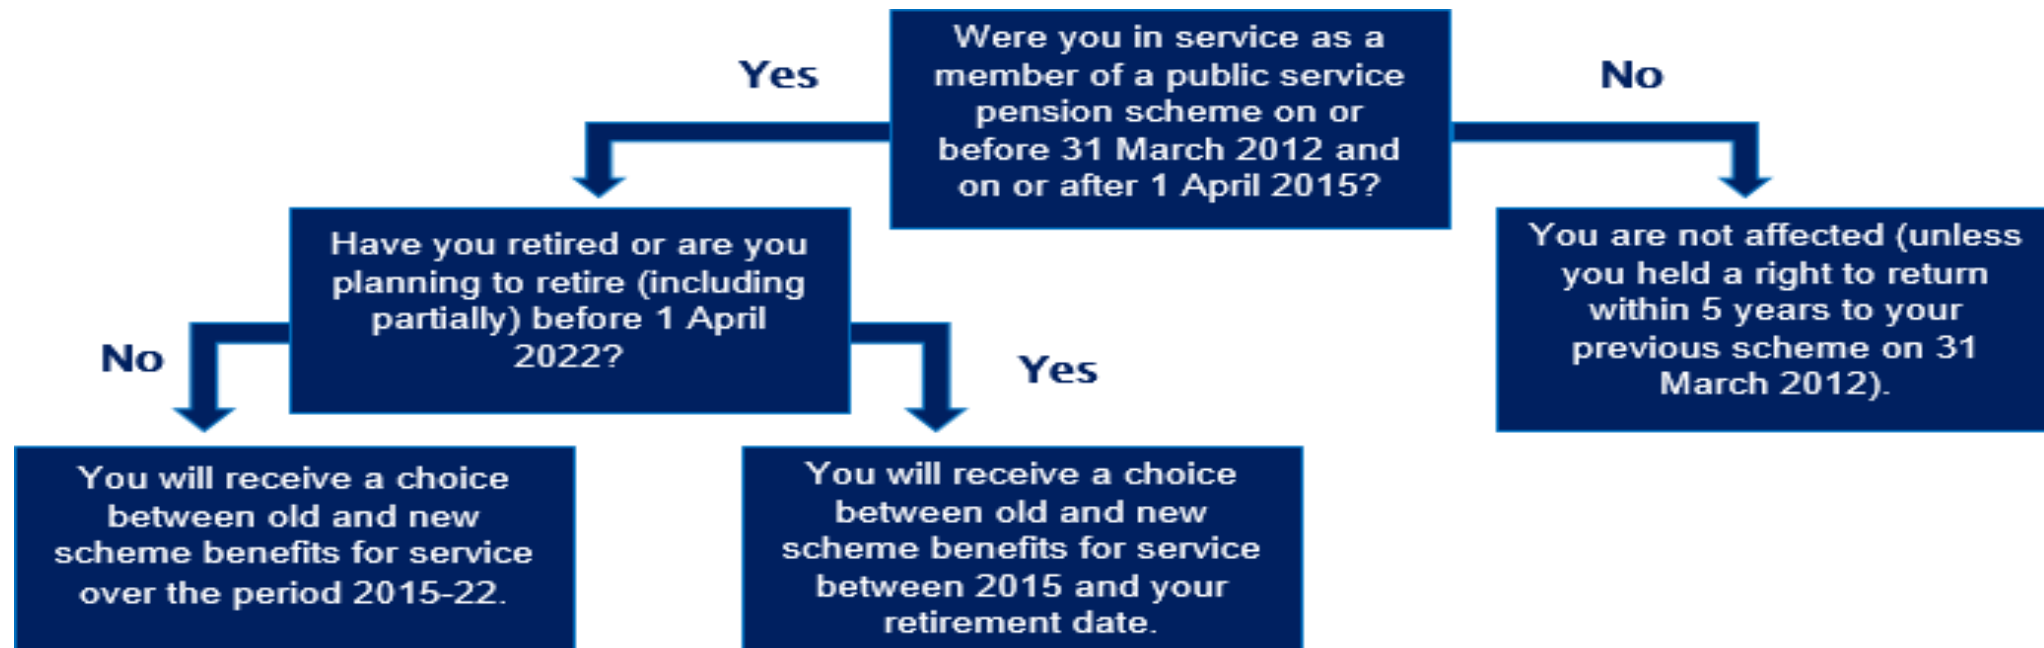 Were you in service as a
member of a public service
pension scheme on or
before 31 March 2012 and
on or after 1 April 2015?
Yes
No
Have you retired or are you
planning to retire (including
partially) before 1 April
2022?
You are not affected (unless
you held a right to return
within 5 years to your
previous scheme on 31
March 2012).
No
Yes
You will receive a choice
between old and new
scheme benefits for service
over the period 2015-22.
You will receive a choice
between old and new
scheme benefits for service
between 2015 and your
retirement date.